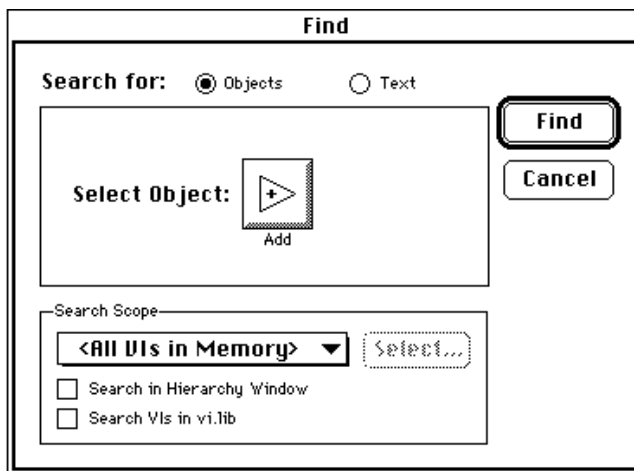 Find
Search for: Objects Text
Find
Select Object:
Add
Cancel
Search Scope
<All VIs in Memory> Select...
Search in Hierarchy Window
Search VIs in vi.lib